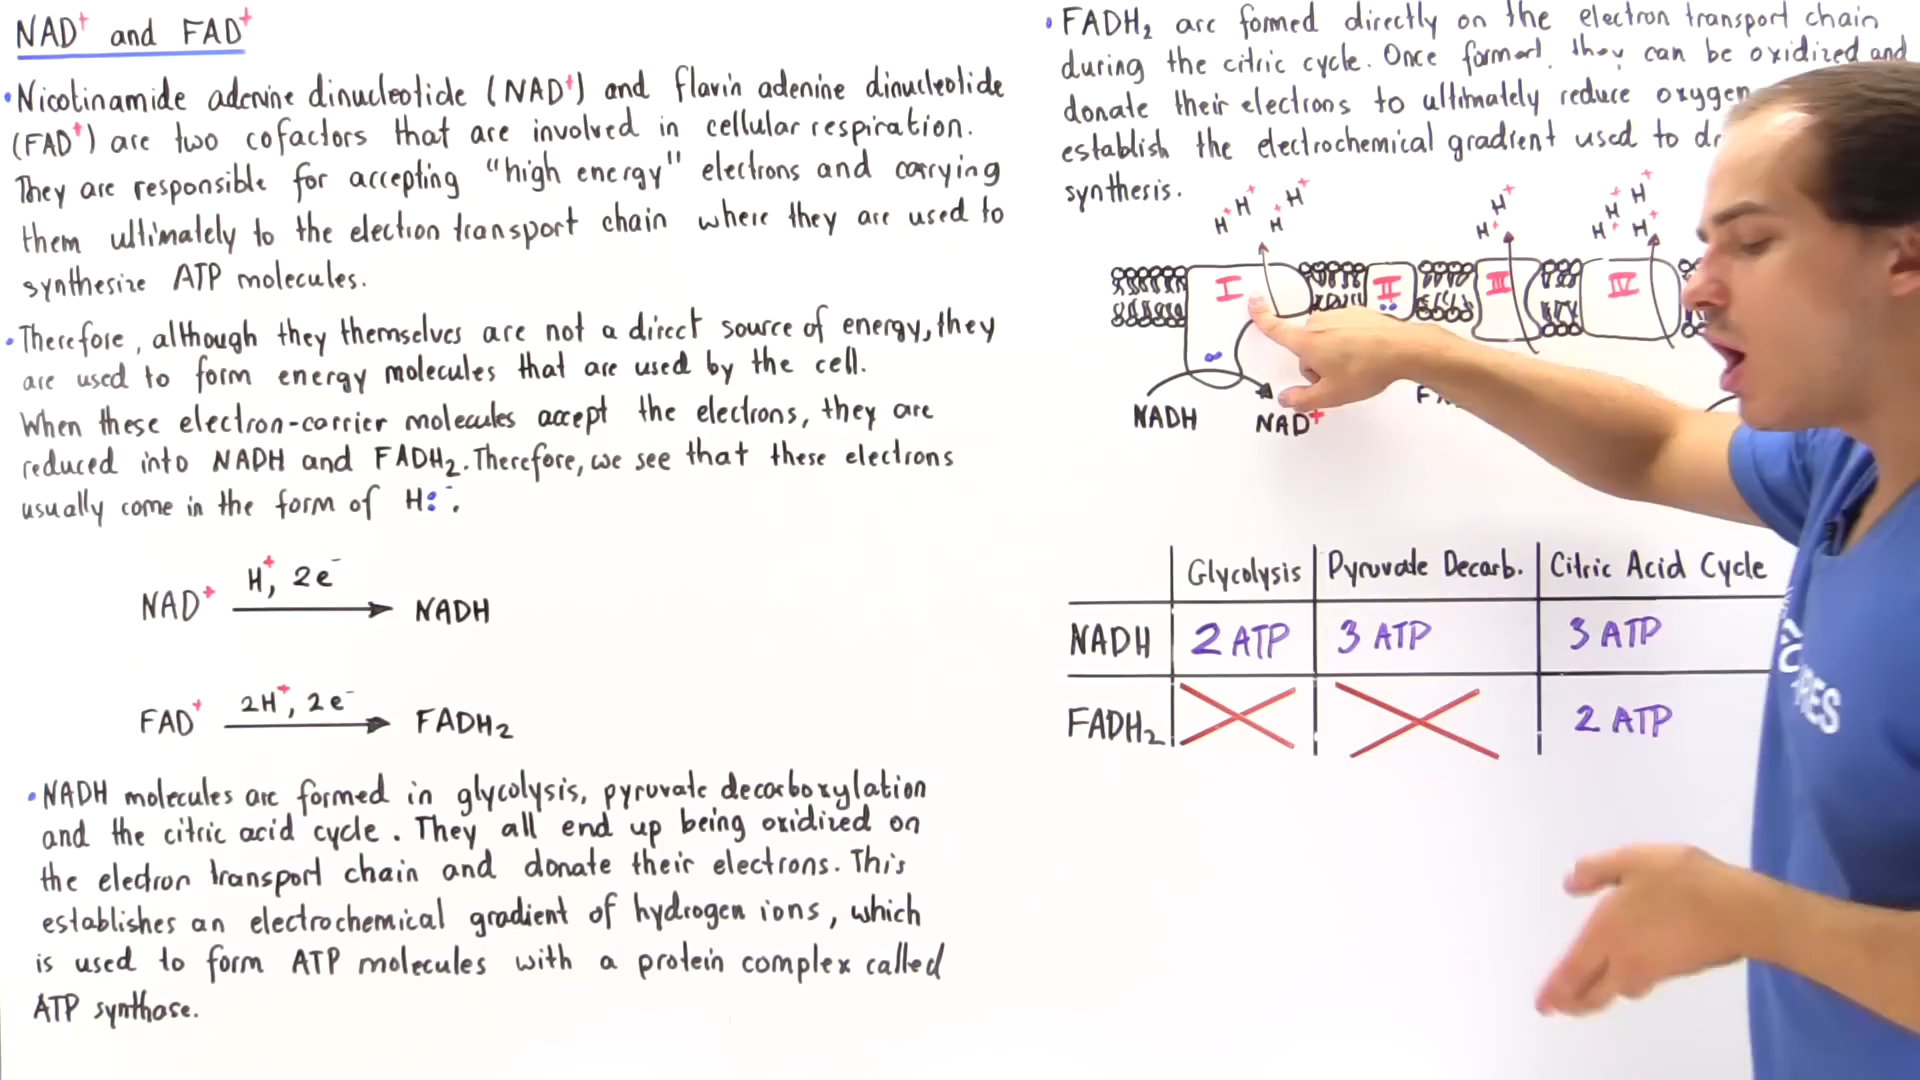 NAD+ and FAD+
• Nicotinamide adenine dinucleotide (NAD+) and flavin adenine dinucleotide
(FAD+) are two cofactors that are involved in cellular respiration.
They are responsible for accepting "high energy" electrons and carrying
them ultimately to the electron transport chain where they are used to
synthesize ATP molecules.
• Therefore, although they themselves are not a direct source of energy, they
are used to form energy molecules that are used by the cell.
When these electron-carrier molecules accept the electrons, they are
reduced into NADH and FADH2. Therefore, we see that these electrons
usually come in the form of H:⁻.
NAD+ H+, 2e⁻ NADH
FAD+ 2H+, 2e⁻ FADH2
• NADH molecules are formed in glycolysis, pyruvate decarboxylation
and the citric acid cycle. They all end up being oxidized on
the electron transport chain and donate their electrons. This
establishes an electrochemical gradient of hydrogen ions, which
is used to form ATP molecules with a protein complex called
ATP synthase.
• FADH2 are formed directly on the electron transport chain
during the citric cycle. Once formed, they can be oxidized and
donate their electrons to ultimately reduce oxygen
establish the electrochemical gradient used to
synthesis.
H+ H+ H+ H+ H+ H+ H+ H+ H+ H+
I II III IV
NADH NAD+
Glycolysis Pyruvate Decarb. Citric Acid Cycle
NADH 2 ATP 3 ATP 3 ATP
FADH2 2 ATP